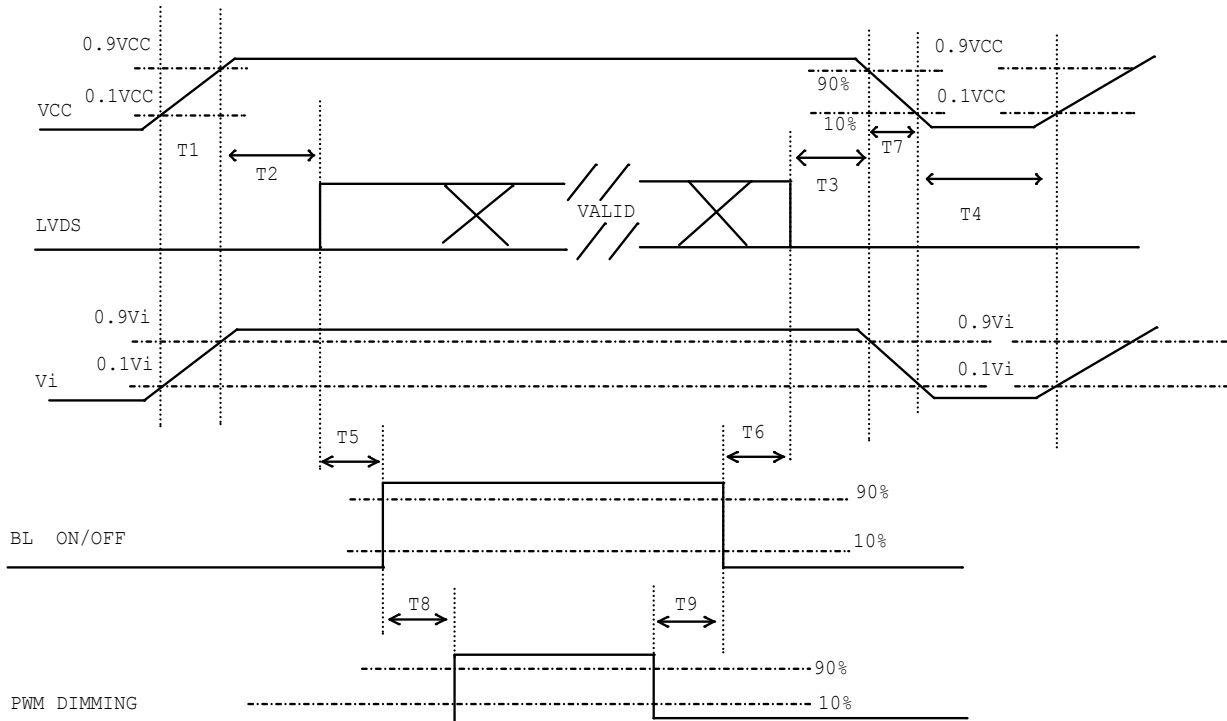 0.9VCC
0.9VCC
90%
0.1VCC
0.1VCC
VCC
10%
T1
T2
T3
T7
T4
LVDS
VALID
0.9Vi
0.9Vi
0.1Vi
0.1Vi
Vi
T5
T6
90%
BL ON/OFF
10%
T8
T9
90%
PWM DIMMING
10%